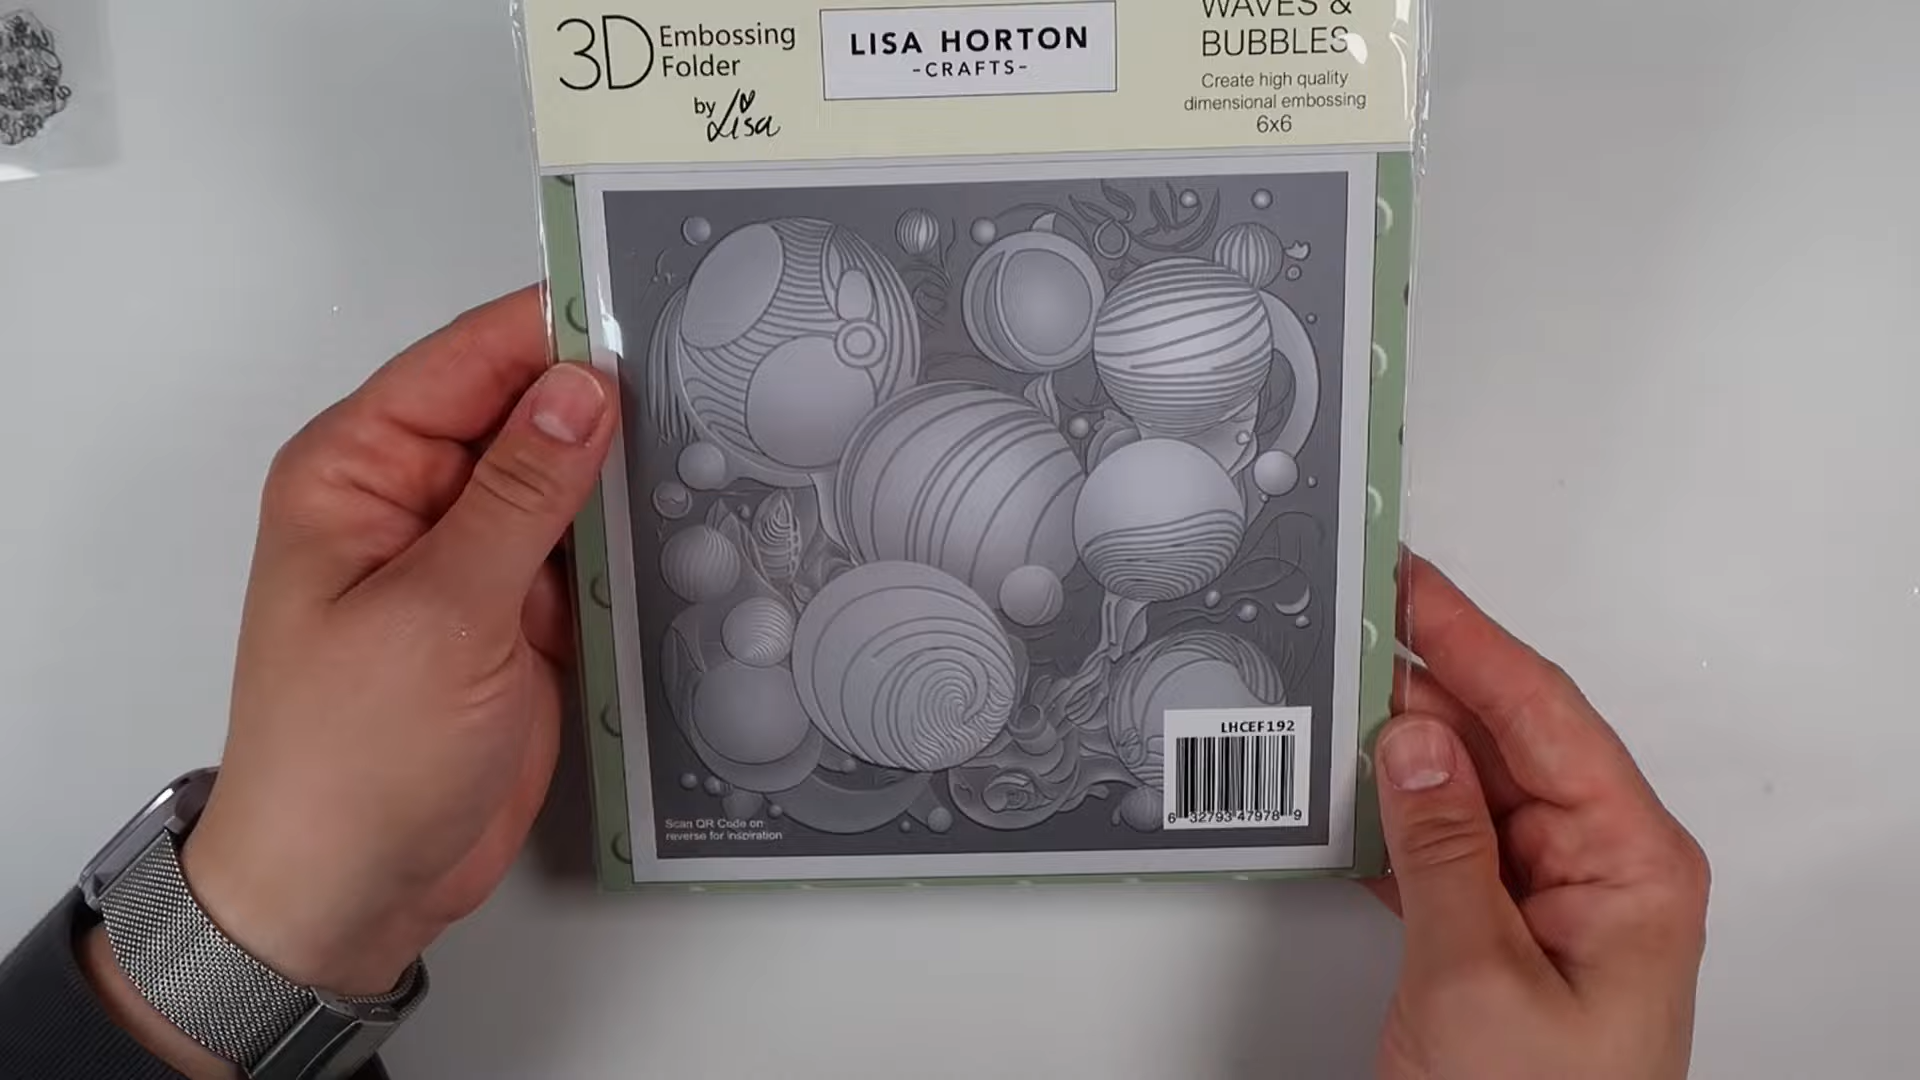 3D Embossing
Folder
by Lisa
LISA HORTON
-CRAFTS-
WAVES &
BUBBLES
Create high quality
dimensional embossing
6x6
LHCEF192
6 32793 47978 9
Scan QR Code on
reverse for inspiration